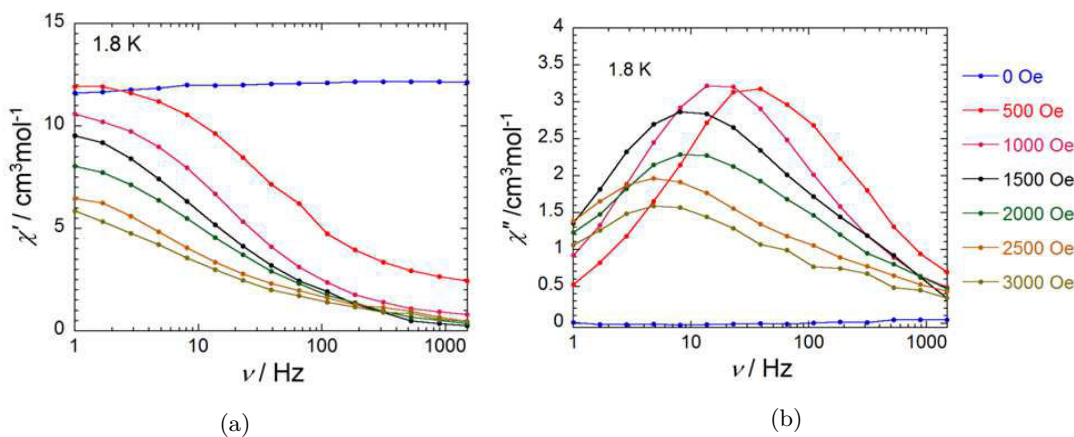 15
10
5
0
1.8 K
χ′ / cm³mol⁻¹
1 10 100 1000
ν / Hz
(a)
4
3.5
3
2.5
2
1.5
1
0.5
0
1.8 K
χ″ /cm³mol⁻¹
1 10 100 1000
ν / Hz
(b)
0 Oe
500 Oe
1000 Oe
1500 Oe
2000 Oe
2500 Oe
3000 Oe